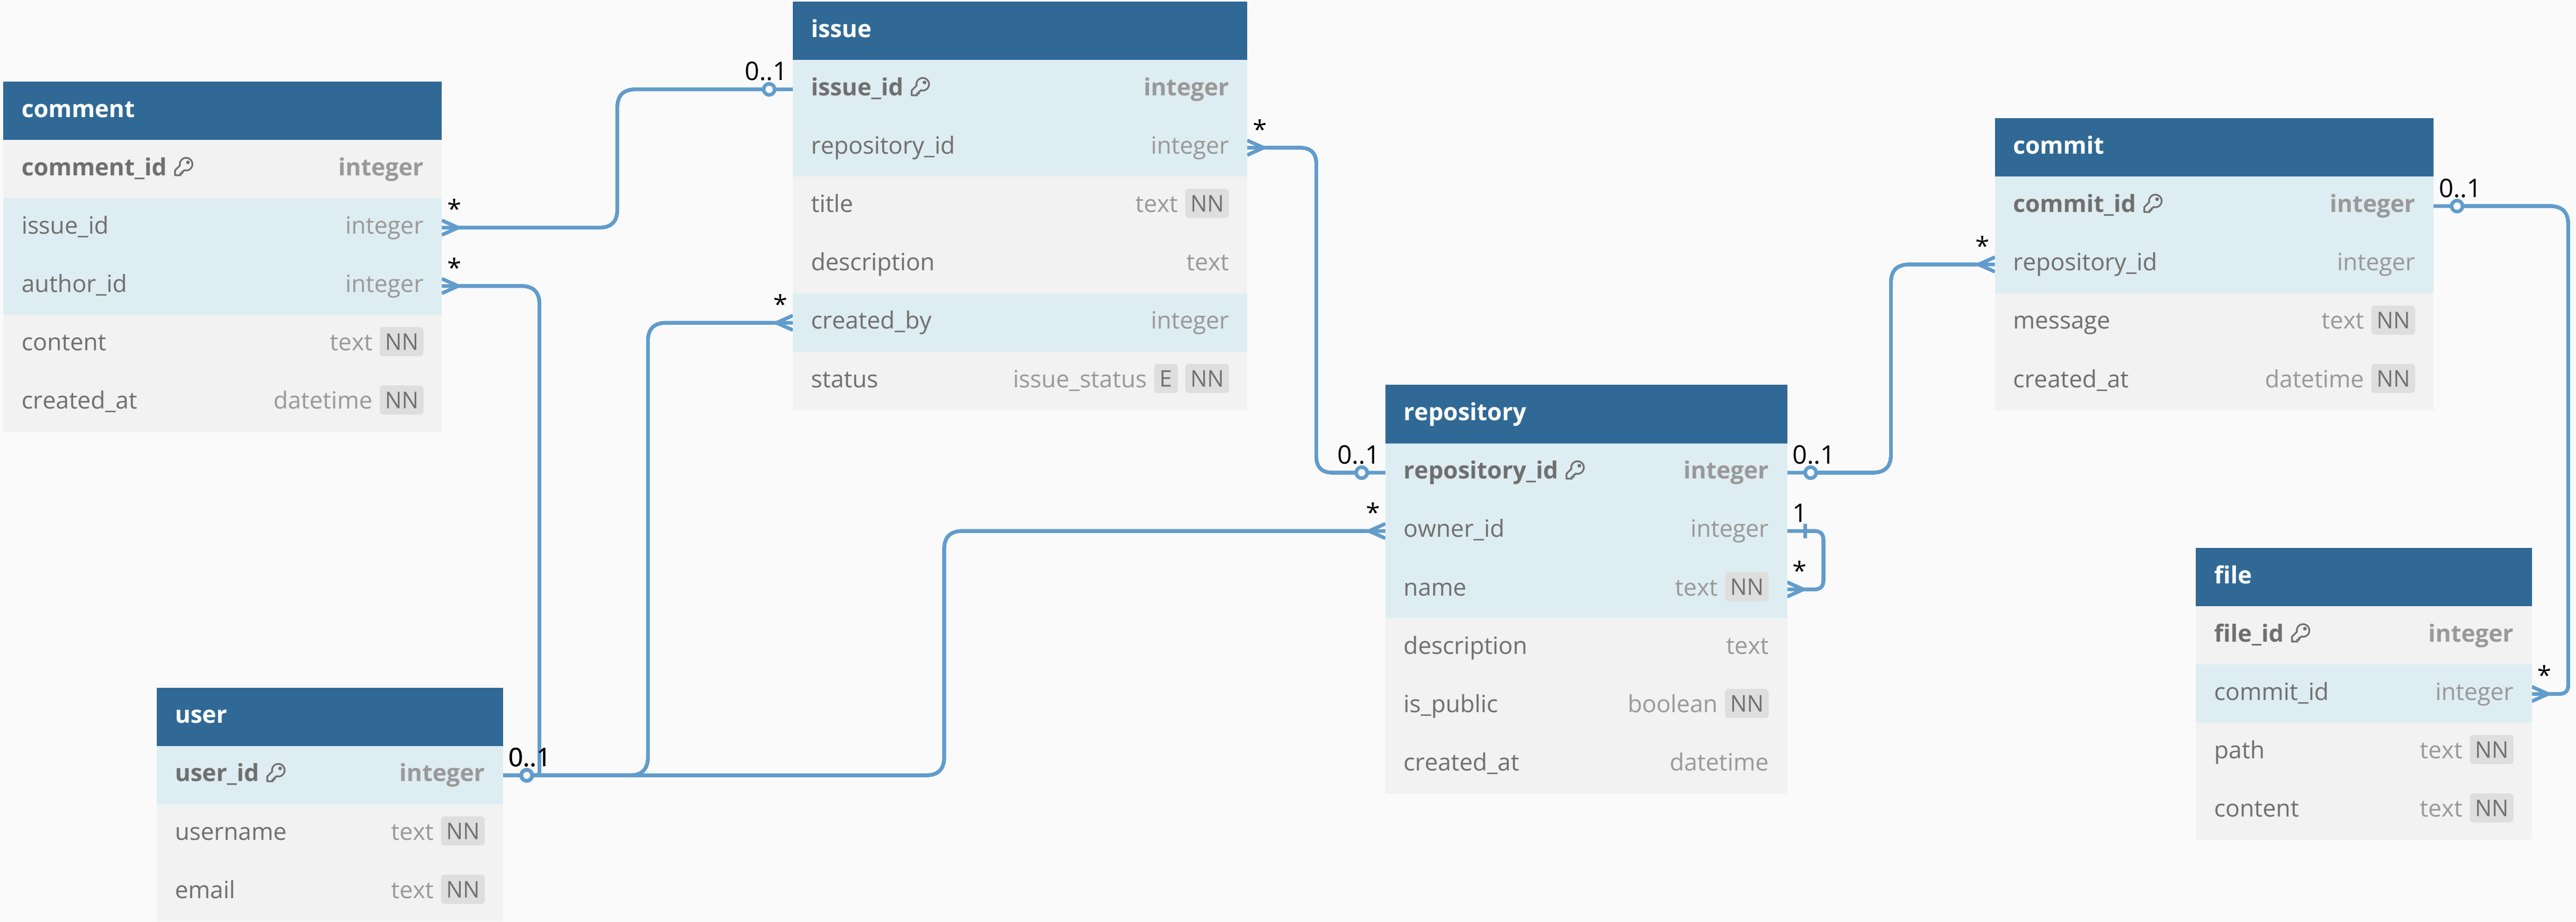 comment
comment_id integer
issue_id integer
author_id integer
content text NN
created_at datetime NN
*
*
0..1
issue
issue_id integer
repository_id integer
title text NN
description text
created_by integer
status issue_status E NN
*
*
user
user_id integer
username text NN
email text NN
0..1
repository
repository_id integer
owner_id integer
name text NN
description text
is_public boolean NN
created_at datetime
0..1
*
0..1
1
*
commit
commit_id integer
repository_id integer
message text NN
created_at datetime NN
*
0..1
file
file_id integer
commit_id integer
path text NN
content text NN
*